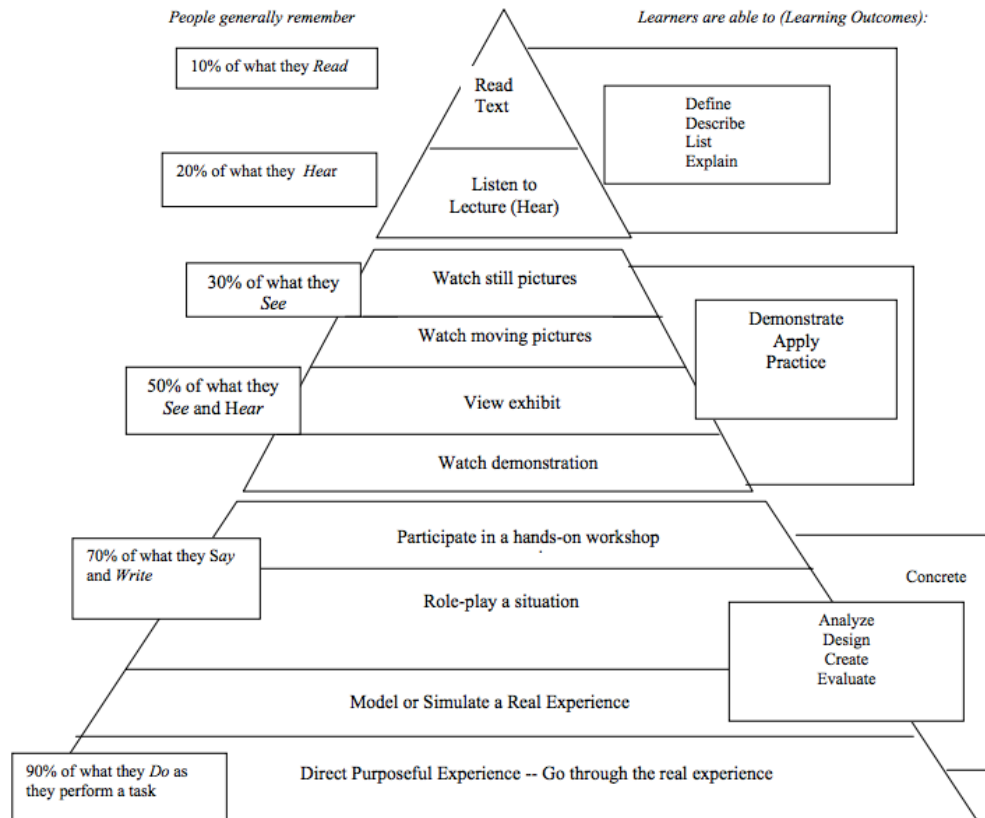 People generally remember
Learners are able to (Learning Outcomes):
10% of what they Read
Read
Text
Define
Describe
List
Explain
20% of what they Hear
Listen to
Lecture (Hear)
30% of what they
See
Watch still pictures
Watch moving pictures
Demonstrate
Apply
Practice
50% of what they
See and Hear
View exhibit
Watch demonstration
Participate in a hands-on workshop
70% of what they Say
and Write
Role-play a situation
Concrete
Analyze
Design
Create
Evaluate
Model or Simulate a Real Experience
90% of what they Do as
they perform a task
Direct Purposeful Experience -- Go through the real experience